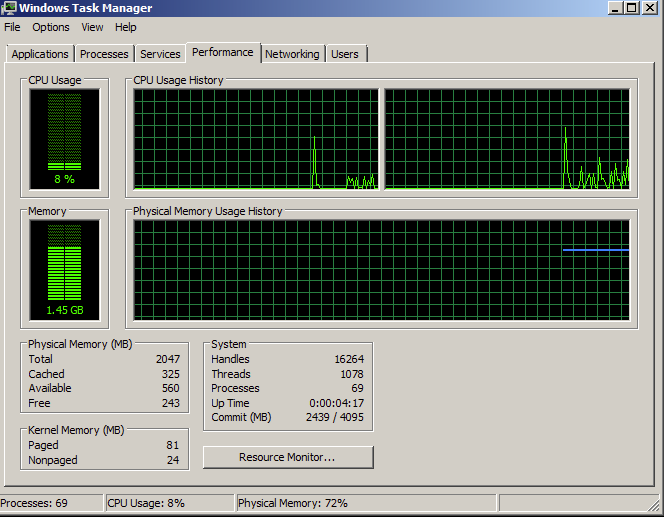 Windows Task Manager
File Options View Help
Applications Processes Services Performance Networking Users
CPU Usage CPU Usage History
8 %
Memory Physical Memory Usage History
1.45 GB
Physical Memory (MB)
Total 2047
Cached 325
Available 560
Free 243
System
Handles 16264
Threads 1078
Processes 69
Up Time 0:00:04:17
Commit (MB) 2439 / 4095
Kernel Memory (MB)
Paged 81
Nonpaged 24
Resource Monitor...
Processes: 69 CPU Usage: 8% Physical Memory: 72%